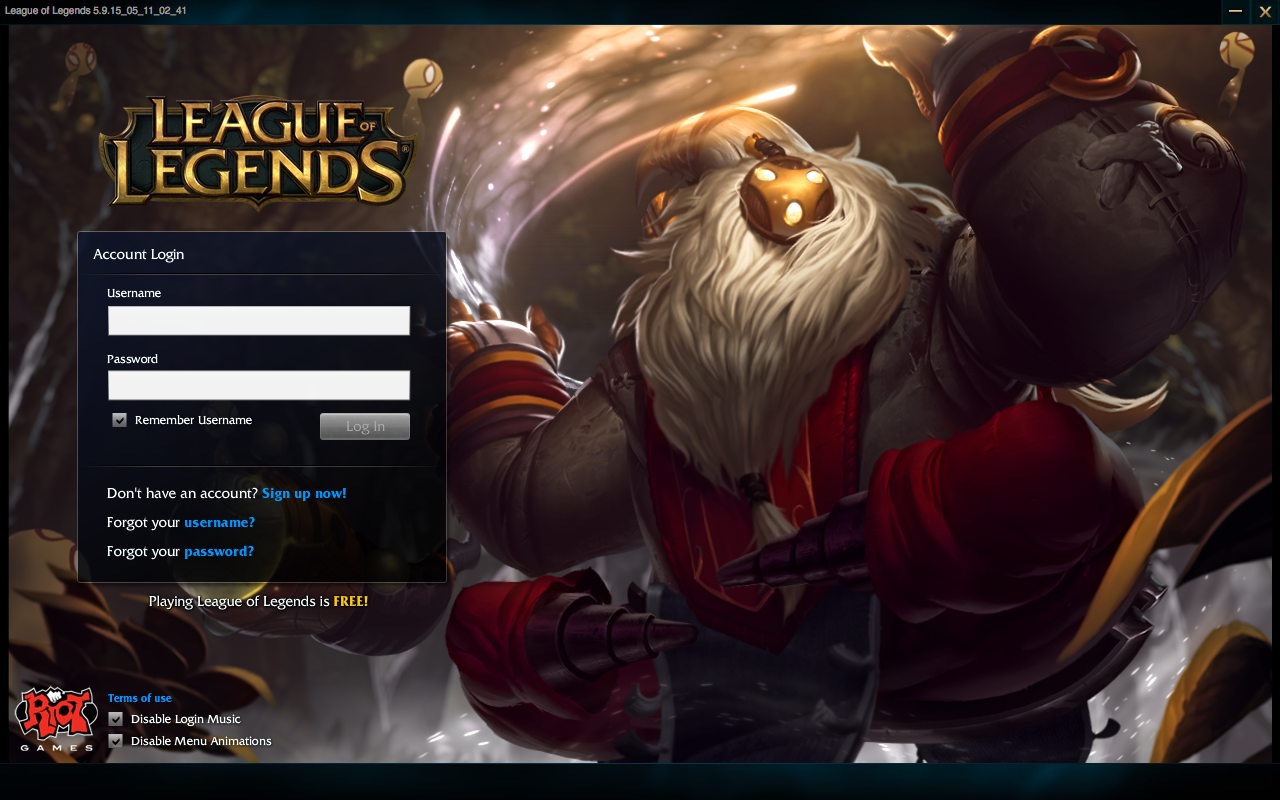 League of Legends 5.9.15_05_11_02_41
LEAGUE OF
LEGENDS®
Account Login
Username
Password
Remember Username
Log In
Don't have an account? Sign up now!
Forgot your username?
Forgot your password?
Playing League of Legends is FREE!
RIOT
GAMES
Terms of use
Disable Login Music
Disable Menu Animations